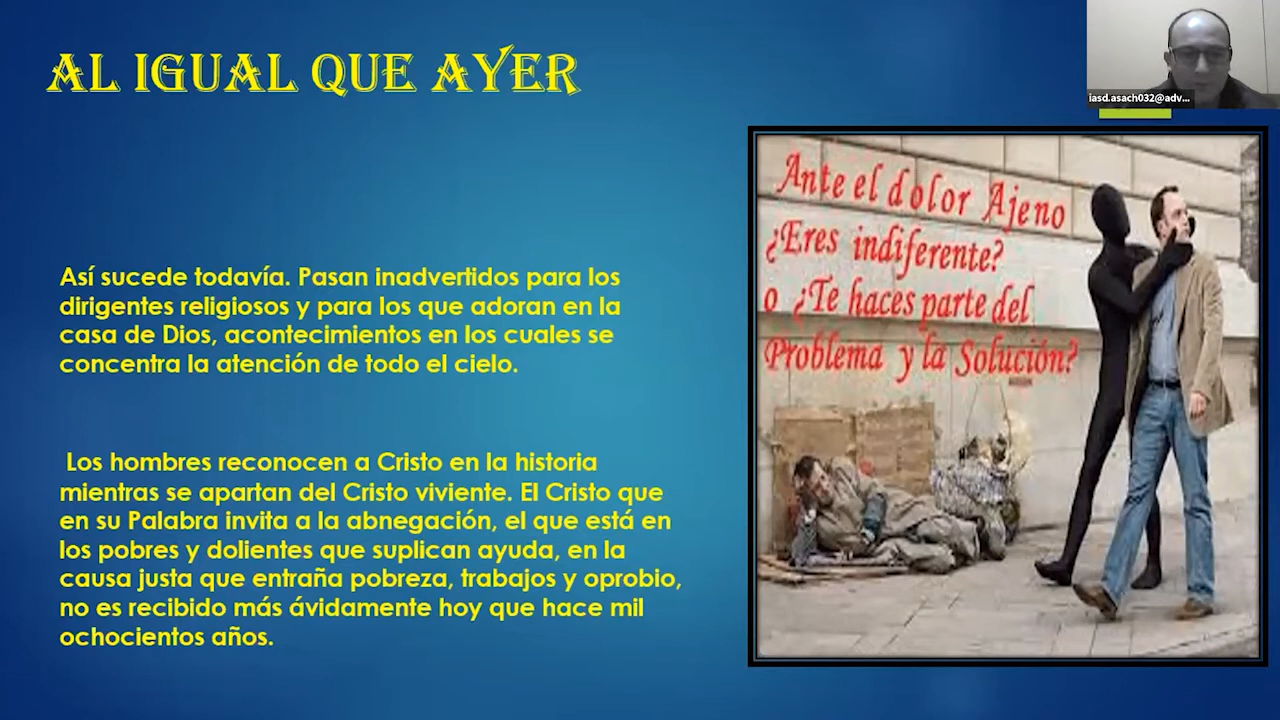 AL IGUAL QUE AYER
iasd.asach032@adv...
Ante el dolor Ajeno
¿Eres indiferente?
o ¿Te haces parte del
Problema y la Solución?
Así sucede todavía. Pasan inadvertidos para los
dirigentes religiosos y para los que adoran en la
casa de Dios, acontecimientos en los cuales se
concentra la atención de todo el cielo.
Los hombres reconocen a Cristo en la historia
mientras se apartan del Cristo viviente. El Cristo que
en su Palabra invita a la abnegación, el que está en
los pobres y dolientes que suplican ayuda, en la
causa justa que entraña pobreza, trabajos y oprobio,
no es recibido más ávidamente hoy que hace mil
ochocientos años.